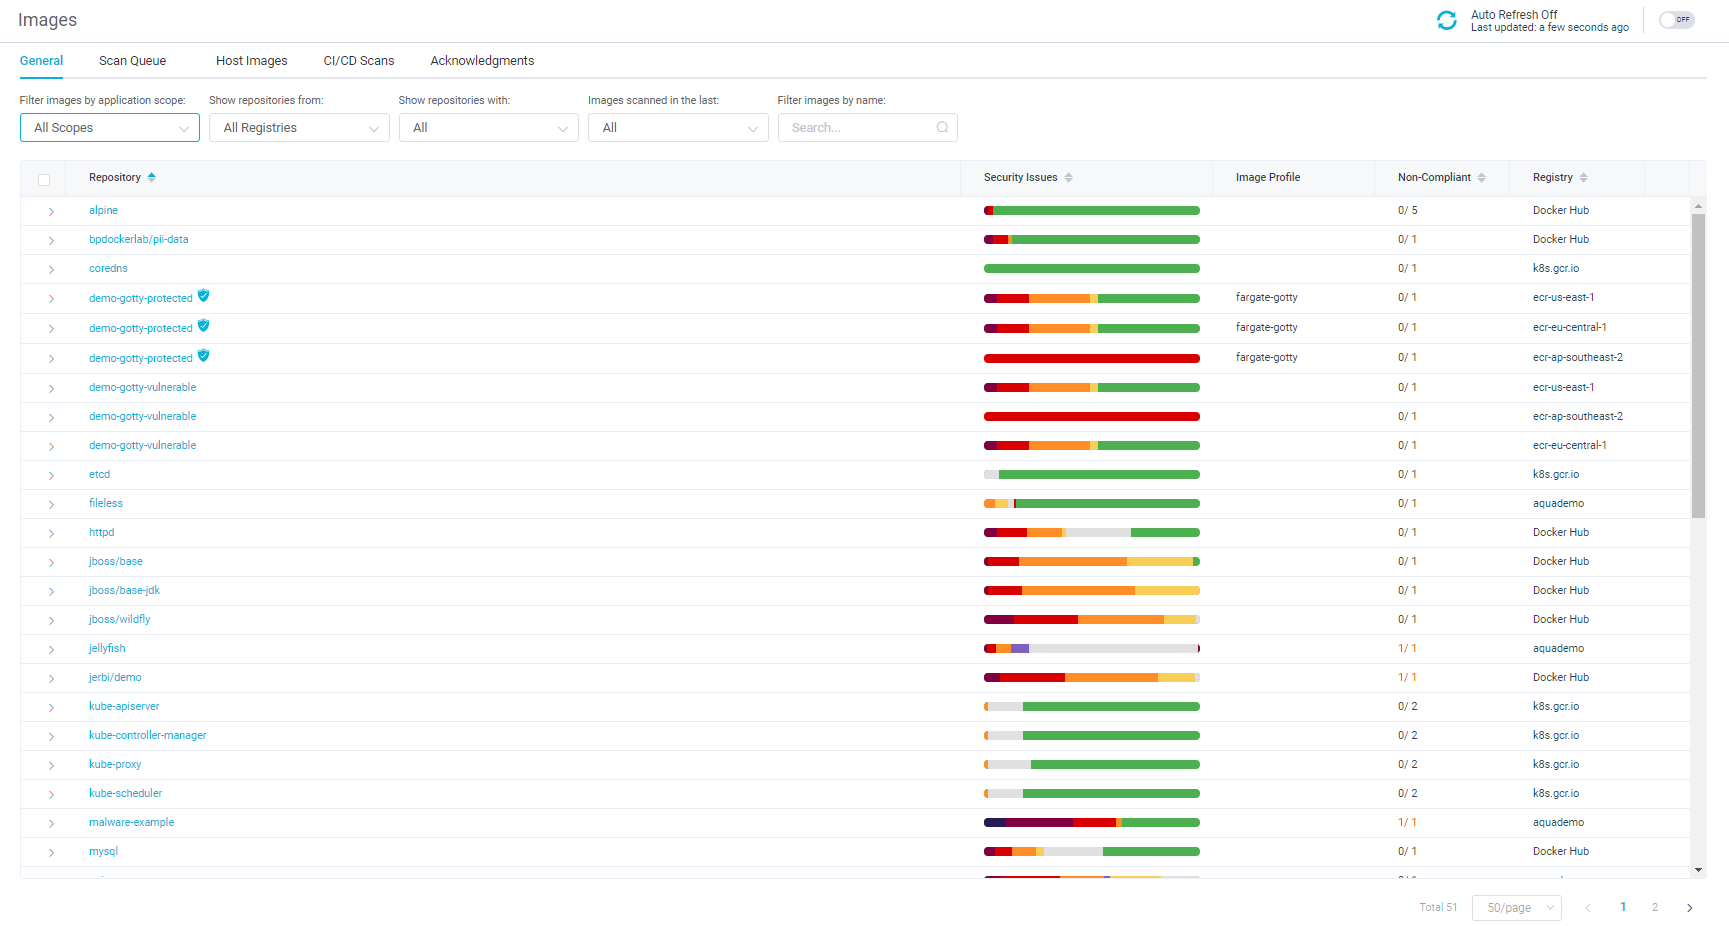 Images
Auto Refresh Off
Last updated: a few seconds ago
OFF
General Scan Queue Host Images CI/CD Scans Acknowledgments
Filter images by application scope: Show repositories from: Show repositories with: Images scanned in the last: Filter images by name:
All Scopes All Registries All All Search...
Repository Security Issues Image Profile Non-Compliant Registry
alpine 0/ 5 Docker Hub
bpdockerlab/pii-data 0/ 1 Docker Hub
coredns 0/ 1 k8s.gcr.io
demo-gotty-protected fargate-gotty 0/ 1 ecr-us-east-1
demo-gotty-protected fargate-gotty 0/ 1 ecr-eu-central-1
demo-gotty-protected fargate-gotty 0/ 1 ecr-ap-southeast-2
demo-gotty-vulnerable 0/ 1 ecr-us-east-1
demo-gotty-vulnerable 0/ 1 ecr-ap-southeast-2
demo-gotty-vulnerable 0/ 1 ecr-eu-central-1
etcd 0/ 1 k8s.gcr.io
fileless 0/ 1 aquademo
httpd 0/ 1 Docker Hub
jboss/base 0/ 1 Docker Hub
jboss/base-jdk 0/ 1 Docker Hub
jboss/wildfly 0/ 1 Docker Hub
jellyfish 1/ 1 aquademo
jerbi/demo 1/ 1 Docker Hub
kube-apiserver 0/ 2 k8s.gcr.io
kube-controller-manager 0/ 2 k8s.gcr.io
kube-proxy 0/ 2 k8s.gcr.io
kube-scheduler 0/ 2 k8s.gcr.io
malware-example 1/ 1 aquademo
mysql 0/ 1 Docker Hub
Total 51 50/page 1 2